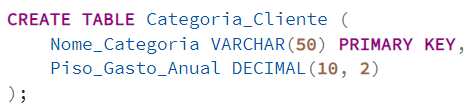 CREATE TABLE Categoria_Cliente (
    Nome_Categoria VARCHAR(50) PRIMARY KEY,
    Piso_Gasto_Anual DECIMAL(10, 2)
);